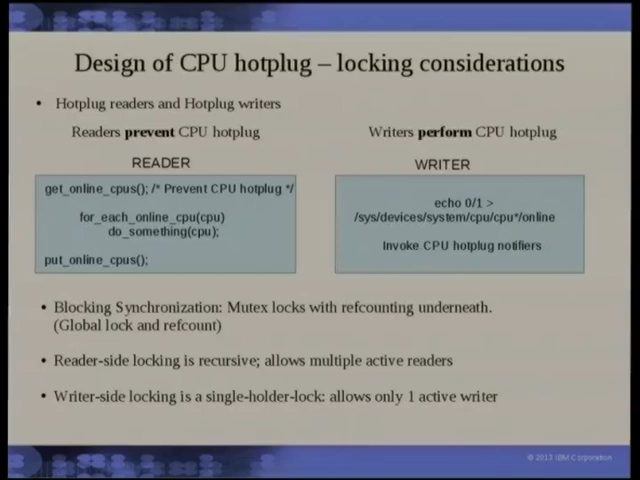 Design of CPU hotplug – locking considerations
• Hotplug readers and Hotplug writers
Readers prevent CPU hotplug
Writers perform CPU hotplug
READER
WRITER
get_online_cpus(); /* Prevent CPU hotplug */
for_each_online_cpu(cpu)
do_something(cpu);
put_online_cpus();
echo 0/1 >
/sys/devices/system/cpu/cpu*/online
Invoke CPU hotplug notifiers
• Blocking Synchronization: Mutex locks with refcounting underneath.
(Global lock and refcount)
• Reader-side locking is recursive; allows multiple active readers
• Writer-side locking is a single-holder-lock: allows only 1 active writer
© 2013 IBM Corporation